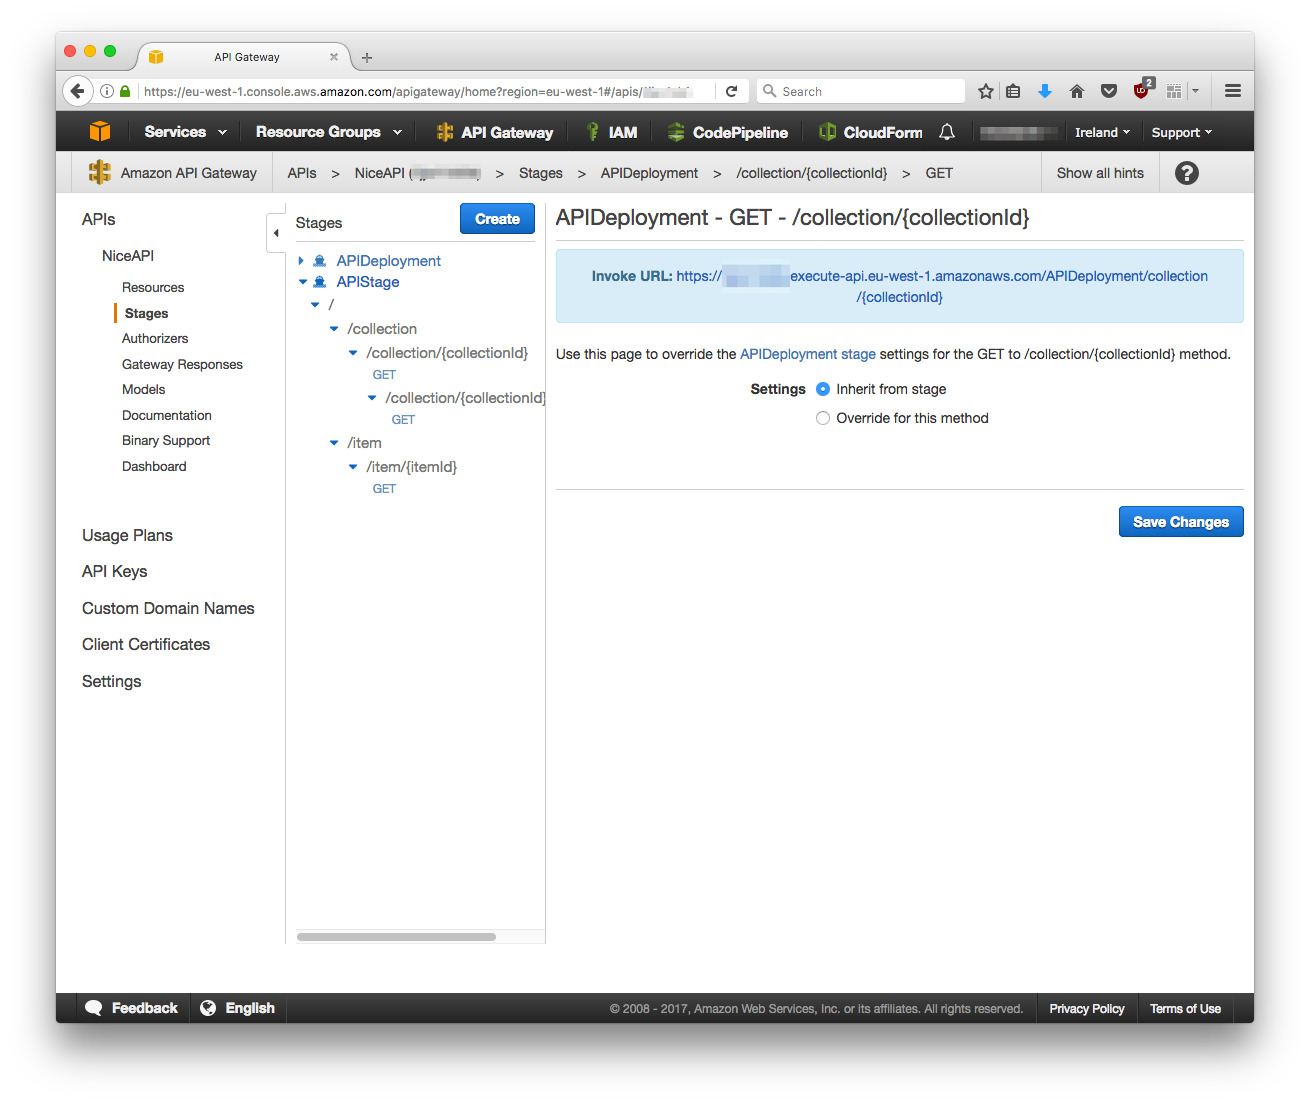 API Gateway
https://eu-west-1.console.aws.amazon.com/apigateway/home?region=eu-west-1#/apis/
Search
2
Services
Resource Groups
API Gateway
IAM
CodePipeline
CloudForm
Ireland
Support
Amazon API Gateway
APIs > NiceAPI ( > Stages > APIDeployment > /collection/{collectionId} > GET
Show all hints
?
APIs
NiceAPI
Resources
Stages
Authorizers
Gateway Responses
Models
Documentation
Binary Support
Dashboard
Usage Plans
API Keys
Custom Domain Names
Client Certificates
Settings
Stages
Create
APIDeployment
APIStage
/
/collection
/collection/{collectionId}
GET
/collection/{collectionId}
GET
/item
/item/{itemId}
GET
APIDeployment - GET - /collection/{collectionId}
Invoke URL: https:// execute-api.eu-west-1.amazonaws.com/APIDeployment/collection
/{collectionId}
Use this page to override the APIDeployment stage settings for the GET to /collection/{collectionId} method.
Settings
Inherit from stage
Override for this method
Save Changes
Feedback
English
© 2008 - 2017, Amazon Web Services, Inc. or its affiliates. All rights reserved.
Privacy Policy
Terms of Use